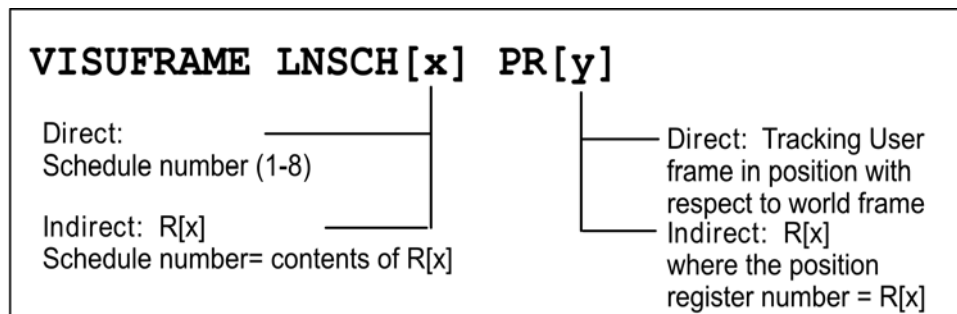 VISUFRAME LNSCH[x] PR[y]
Direct:
Schedule number (1-8)
Indirect: R[x]
Schedule number= contents of R[x]
Direct: Tracking User
frame in position with
respect to world frame
Indirect: R[x]
where the position
register number = R[x]